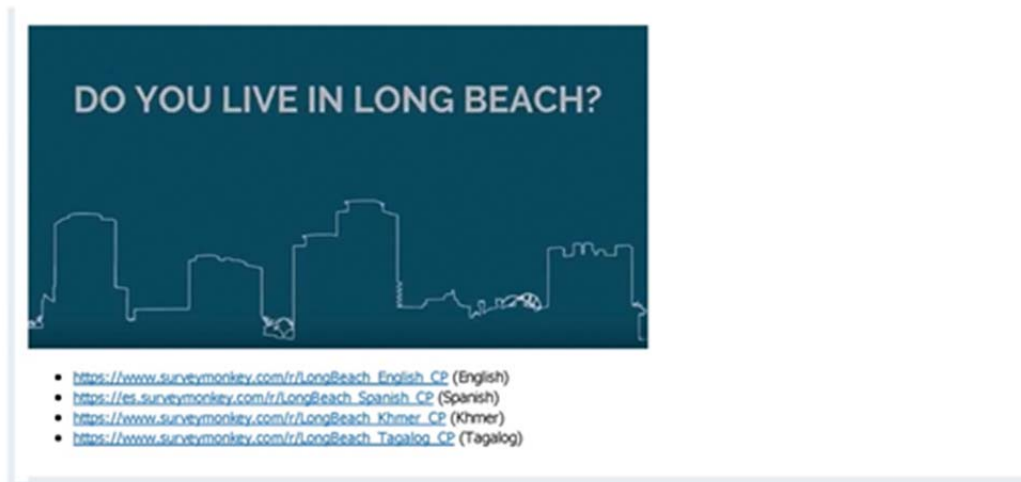 DO YOU LIVE IN LONG BEACH?
• https://www.surveymonkey.com/r/LongBeach_English_CP (English)
• https://es.surveymonkey.com/r/LongBeach_Spanish_CP (Spanish)
• https://www.surveymonkey.com/r/LongBeach_Khmer_CP (Khmer)
• https://www.surveymonkey.com/r/LongBeach_Tagalog_CP (Tagalog)